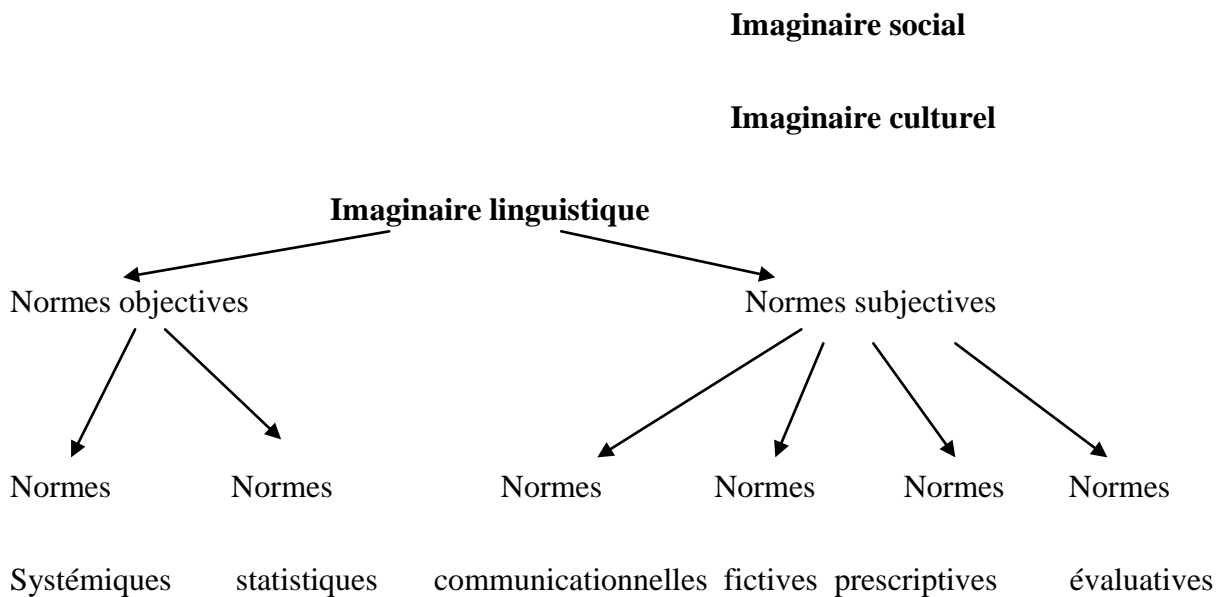 Imaginaire social
Imaginaire culturel
Imaginaire linguistique
Normes objectives Normes subjectives
Normes Normes Normes Normes Normes Normes
Systémiques statistiques communicationnelles fictives prescriptives évaluatives